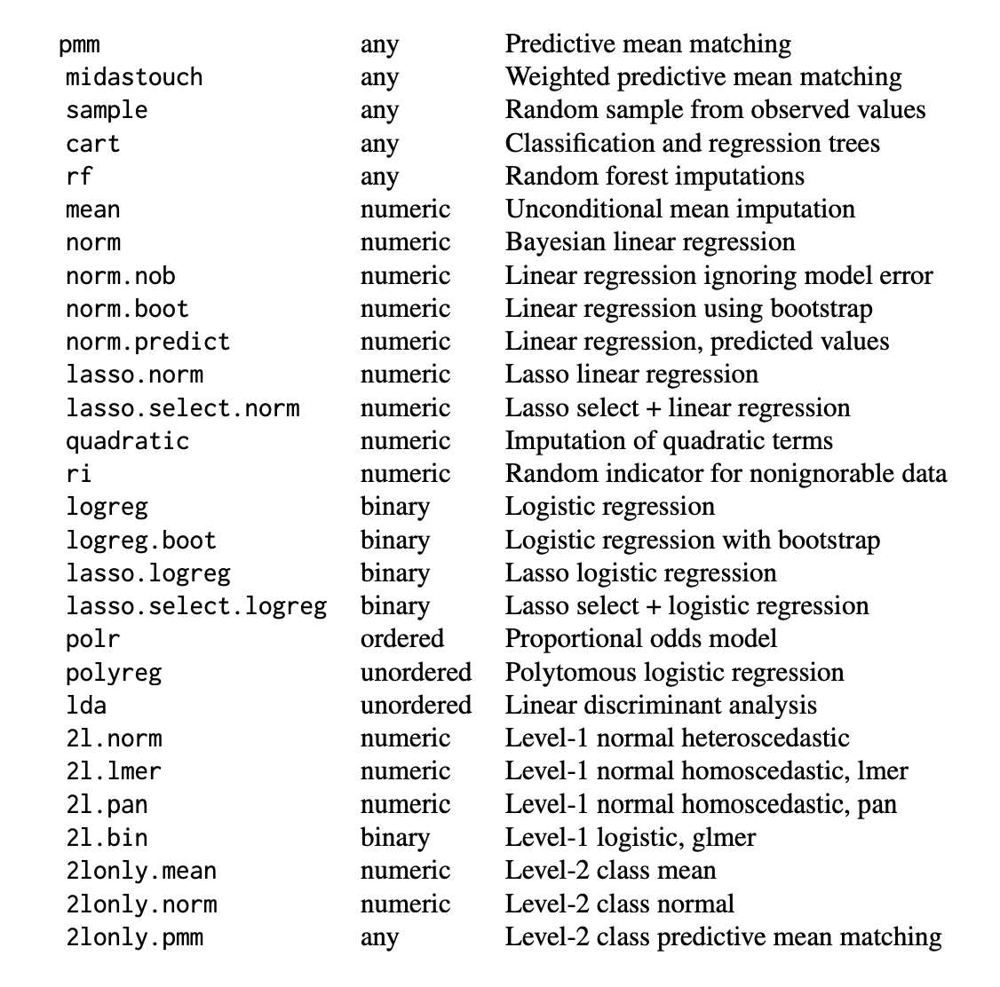 pmm any Predictive mean matching
midastouch any Weighted predictive mean matching
sample any Random sample from observed values
cart any Classification and regression trees
rf any Random forest imputations
mean numeric Unconditional mean imputation
norm numeric Bayesian linear regression
norm.nob numeric Linear regression ignoring model error
norm.boot numeric Linear regression using bootstrap
norm.predict numeric Linear regression, predicted values
lasso.norm numeric Lasso linear regression
lasso.select.norm numeric Lasso select + linear regression
quadratic numeric Imputation of quadratic terms
ri numeric Random indicator for nonignorable data
logreg binary Logistic regression
logreg.boot binary Logistic regression with bootstrap
lasso.logreg binary Lasso logistic regression
lasso.select.logreg binary Lasso select + logistic regression
polr ordered Proportional odds model
polyreg unordered Polytomous logistic regression
lda unordered Linear discriminant analysis
2l.norm numeric Level-1 normal heteroscedastic
2l.lmer numeric Level-1 normal homoscedastic, lmer
2l.pan numeric Level-1 normal homoscedastic, pan
2l.bin binary Level-1 logistic, glmer
2lonly.mean numeric Level-2 class mean
2lonly.norm numeric Level-2 class normal
2lonly.pmm any Level-2 class predictive mean matching